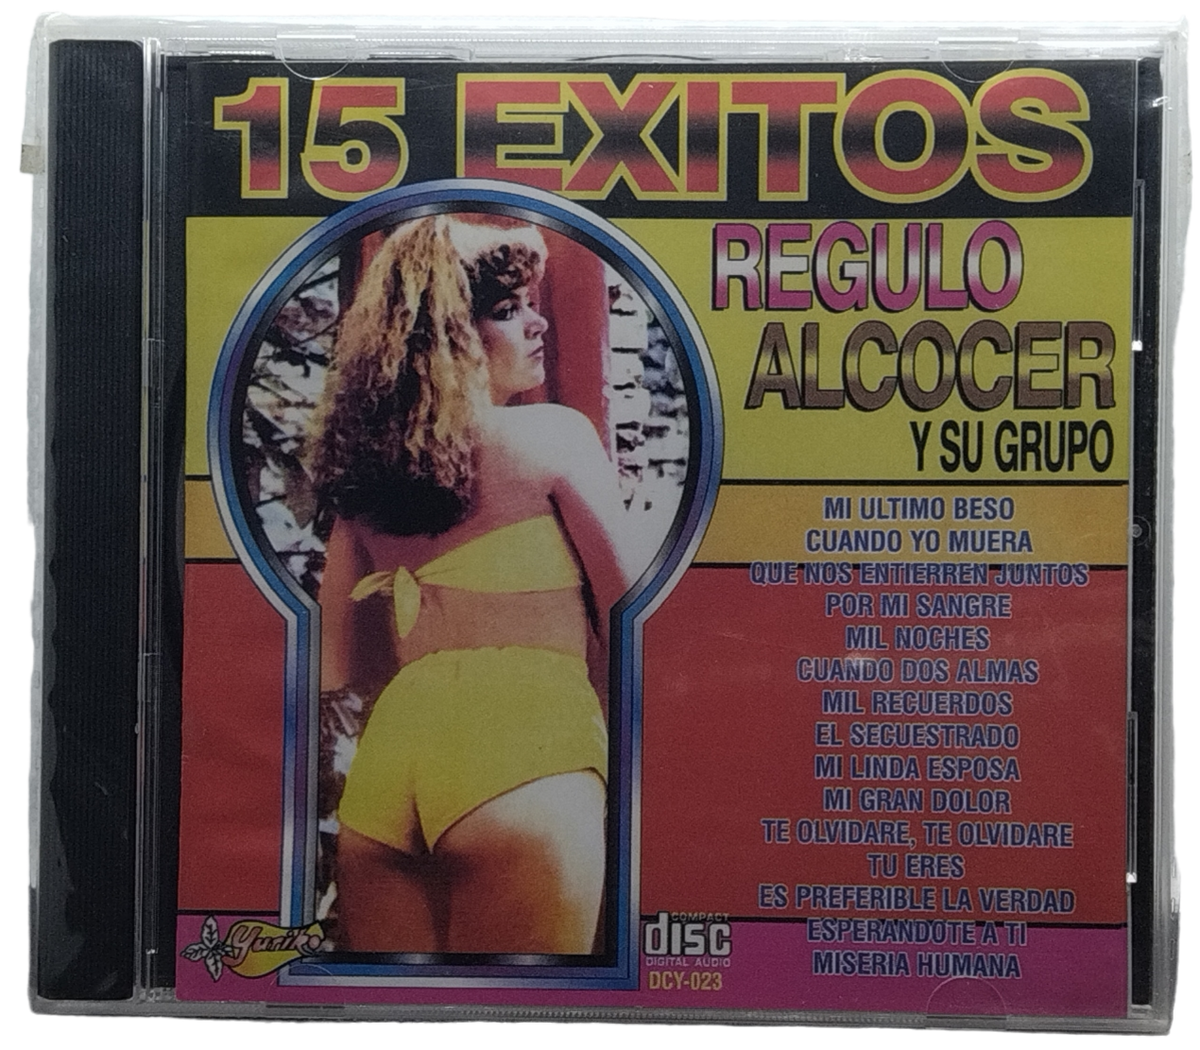 15 EXITOS
REGULO
ALCOCER
Y SU GRUPO
MI ULTIMO BESO
CUANDO YO MUERA
QUE NOS ENTIERREN JUNTOS
POR MI SANGRE
MIL NOCHES
CUANDO DOS ALMAS
MIL RECUERDOS
EL SECUESTRADO
MI LINDA ESPOSA
MI GRAN DOLOR
TE OLVIDARE, TE OLVIDARE
TU ERES
ES PREFERIBLE LA VERDAD
ESPERANDOTE A TI
MISERIA HUMANA
Yuriko
COMPACT
disc
DIGITAL AUDIO
DCY-023